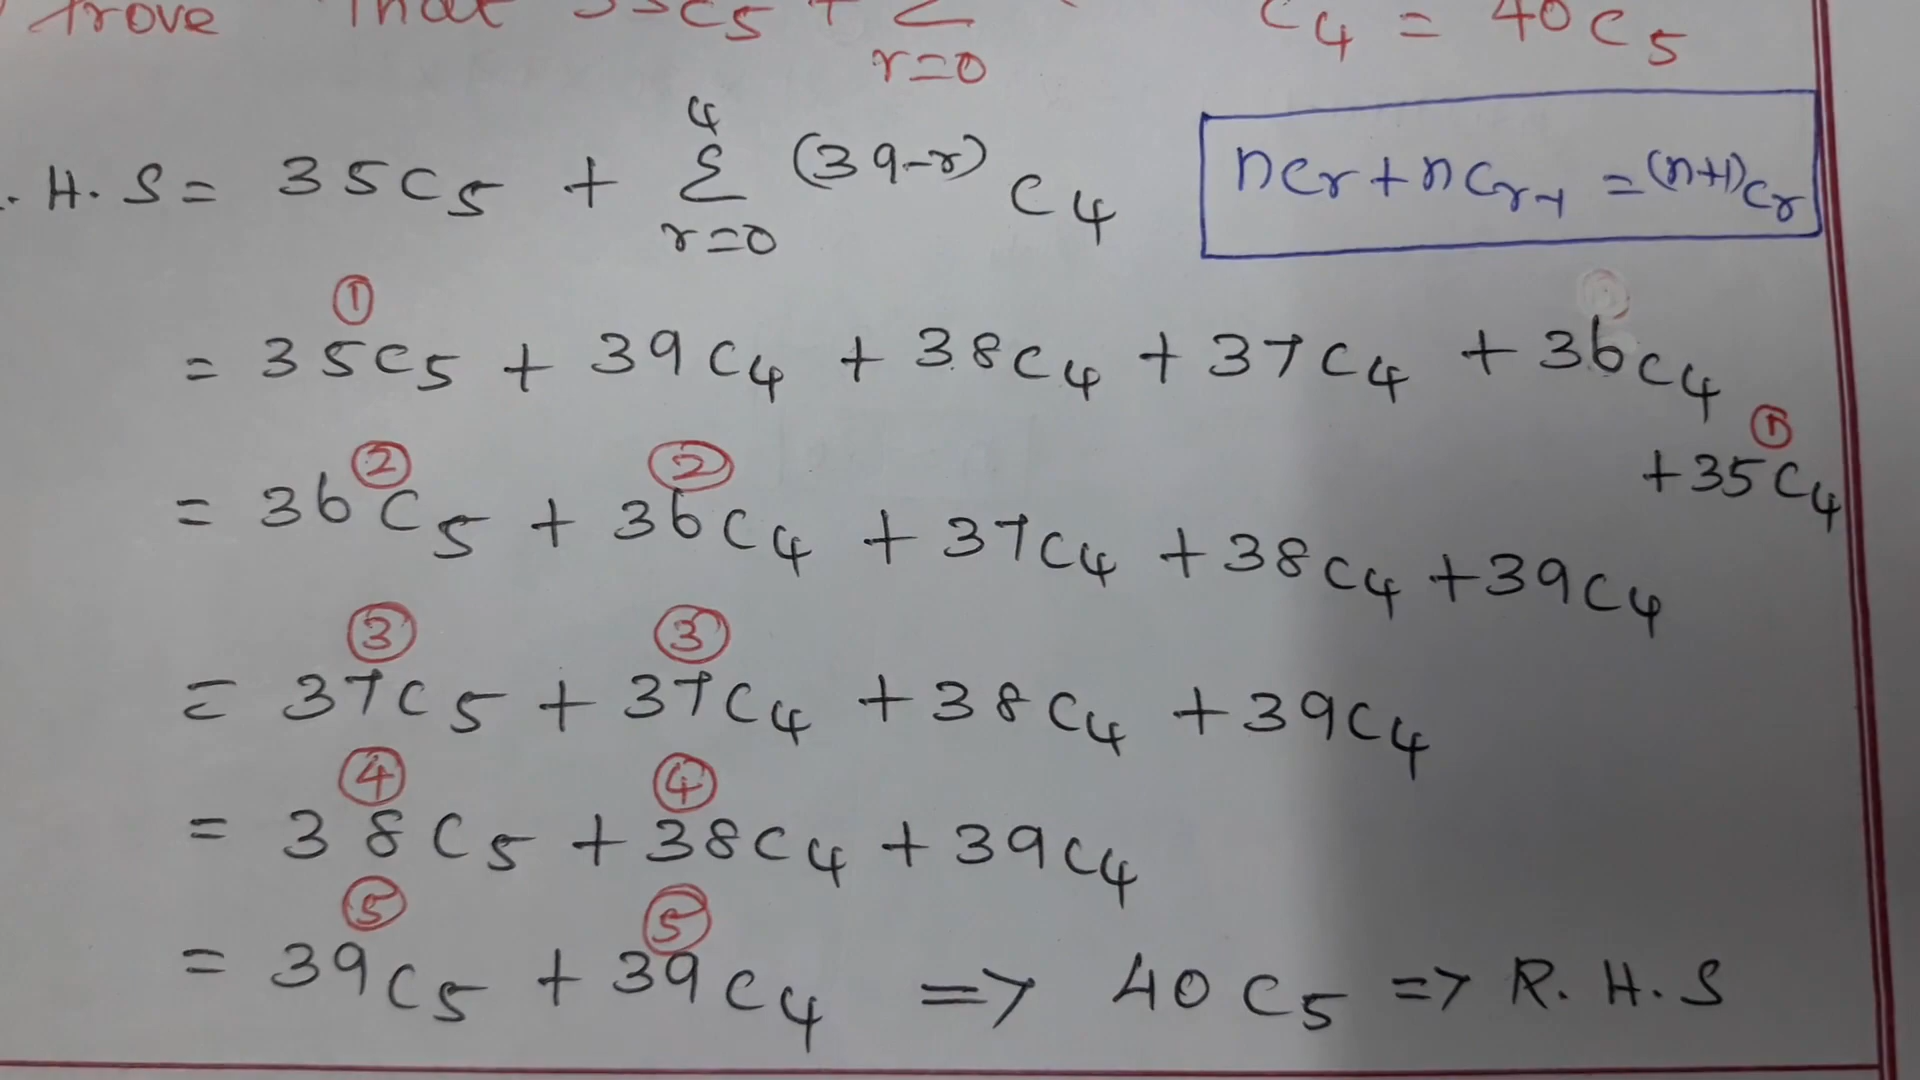 Prove that 35C5 + Σ C4 = 40C5
r=0
4
L.H.S = 35C5 + Σ (39-r)C4
r=0
nCr + nCr-1 = (n+1)Cr
①
= 35C5 + 39C4 + 38C4 + 37C4 + 36C4
①
+ 35C4
② ②
= 36C5 + 36C4 + 37C4 + 38C4 + 39C4
③ ③
= 37C5 + 37C4 + 38C4 + 39C4
④ ④
= 38C5 + 38C4 + 39C4
⑤ ⑤
= 39C5 + 39C4 => 40C5 => R.H.S